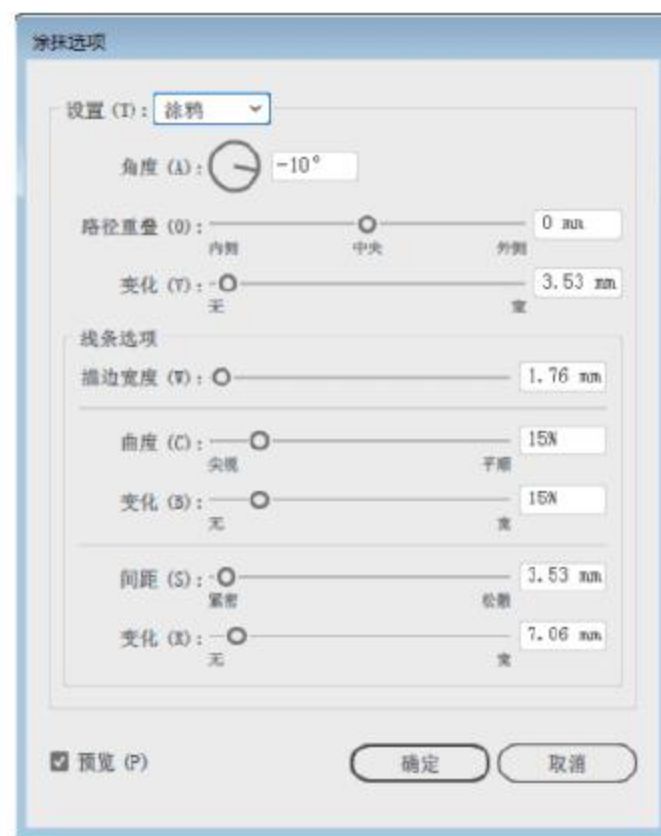 涂抹选项
设置 (T): 涂鸦
角度 (A): -10°
路径重叠 (O): 0 mm
内侧 中央 外侧
变化 (V): 3.53 mm
无 宽
线条选项
描边宽度 (W): 1.76 mm
曲度 (C): 15%
尖锐 平顺
变化 (B): 15%
无 宽
间距 (S): 3.53 mm
紧密 松散
变化 (X): 7.06 mm
无 宽
预览 (P) 确定 取消